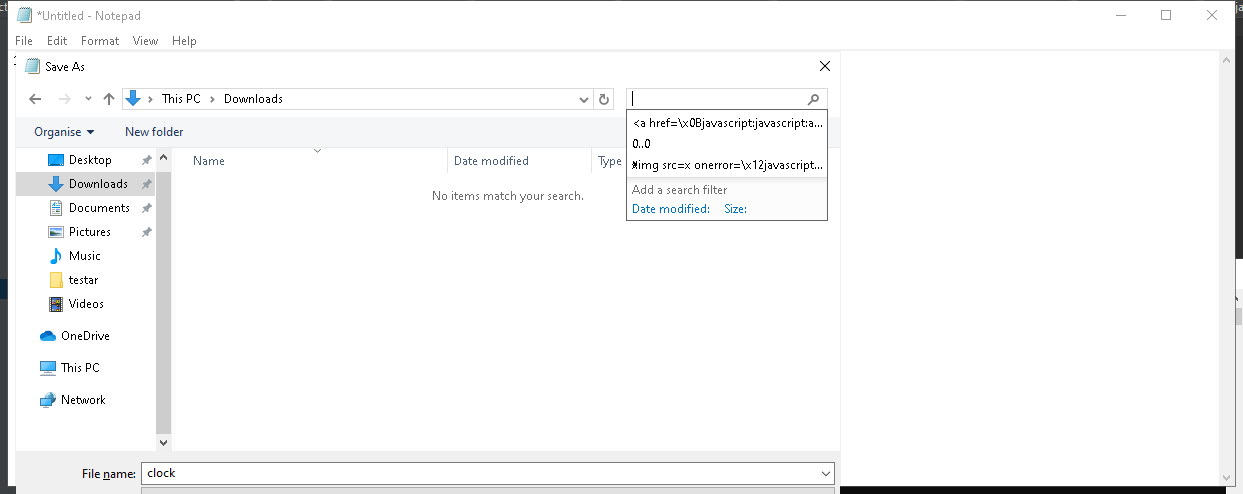 *Untitled - Notepad
File Edit Format View Help
Save As
This PC > Downloads
Organise New folder
<a href=\x0Bjavascript:javascript:a...
0..0
img src=x onerror=\x12javascript...
Add a search filter
Date modified: Size:
Desktop
Downloads
Documents
Pictures
Music
testar
Videos
OneDrive
This PC
Network
Name Date modified Type
No items match your search.
File name: clock